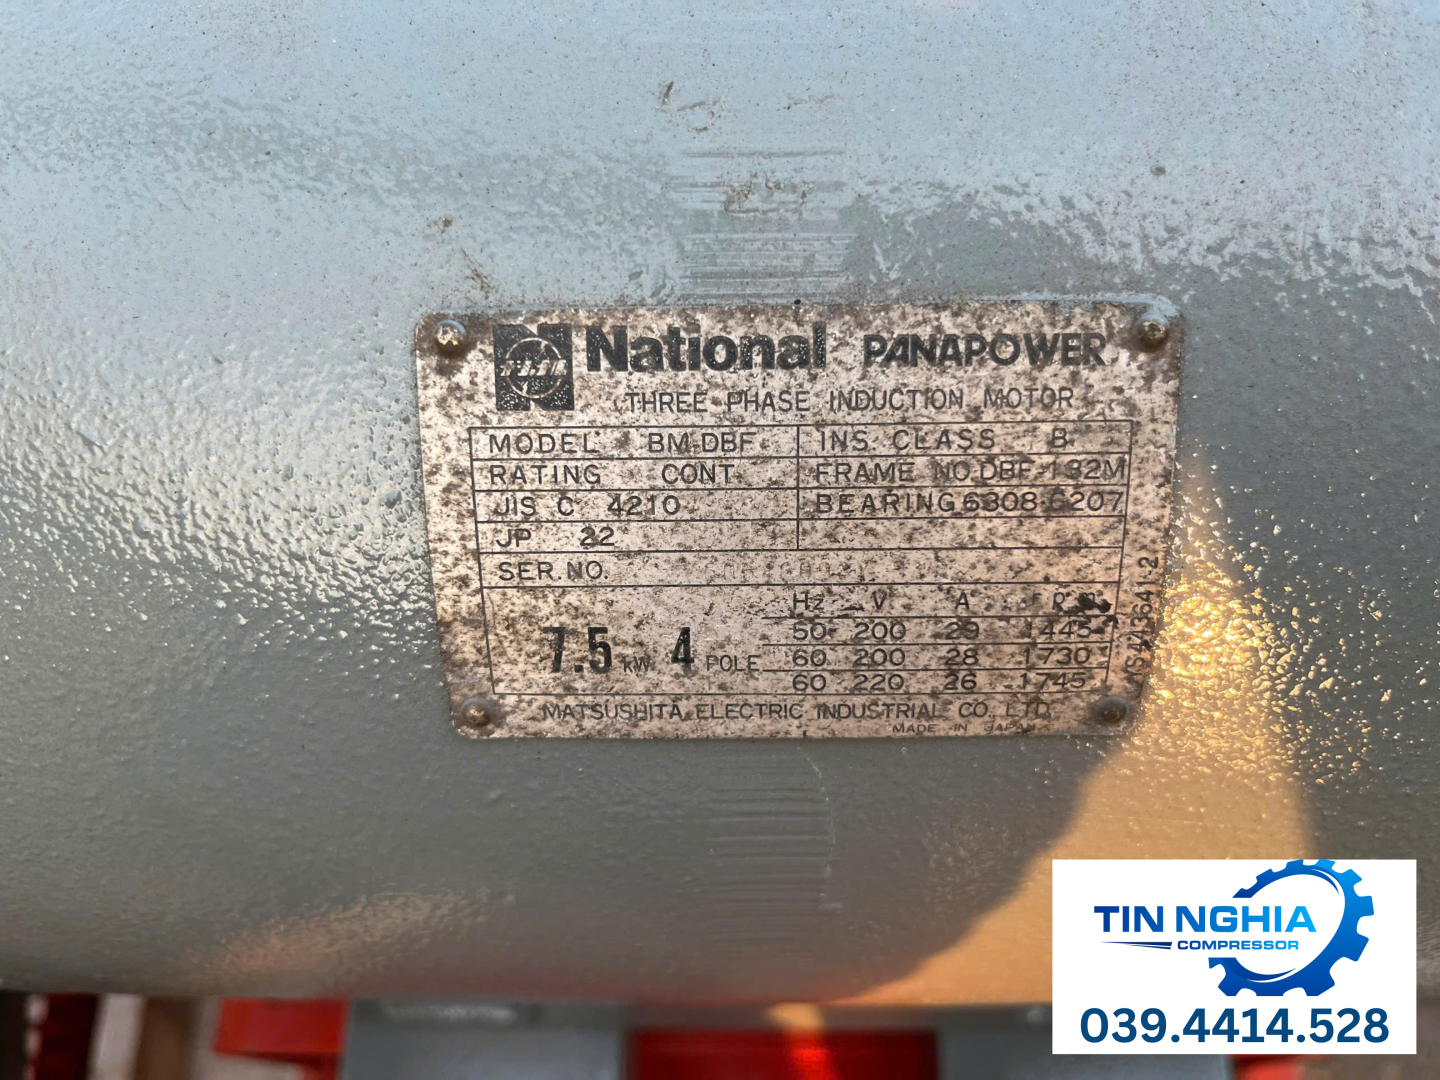 National PANAPOWER
THREE PHASE INDUCTION MOTOR
MODEL BM-DBF INS. CLASS B
RATING CONT. FRAME NO. DBF-132M
JIS C 4210 BEARING 6308 6207
JP 22
SER. NO.
Hz V A
50 200 29 1445
7.5 kW 4 POLE 60 200 28 1730
60 220 26 1745
MATSUSHITA ELECTRIC INDUSTRIAL CO., LTD.
MADE IN JAPAN
TIN NGHIA
COMPRESSOR
039.4414.528